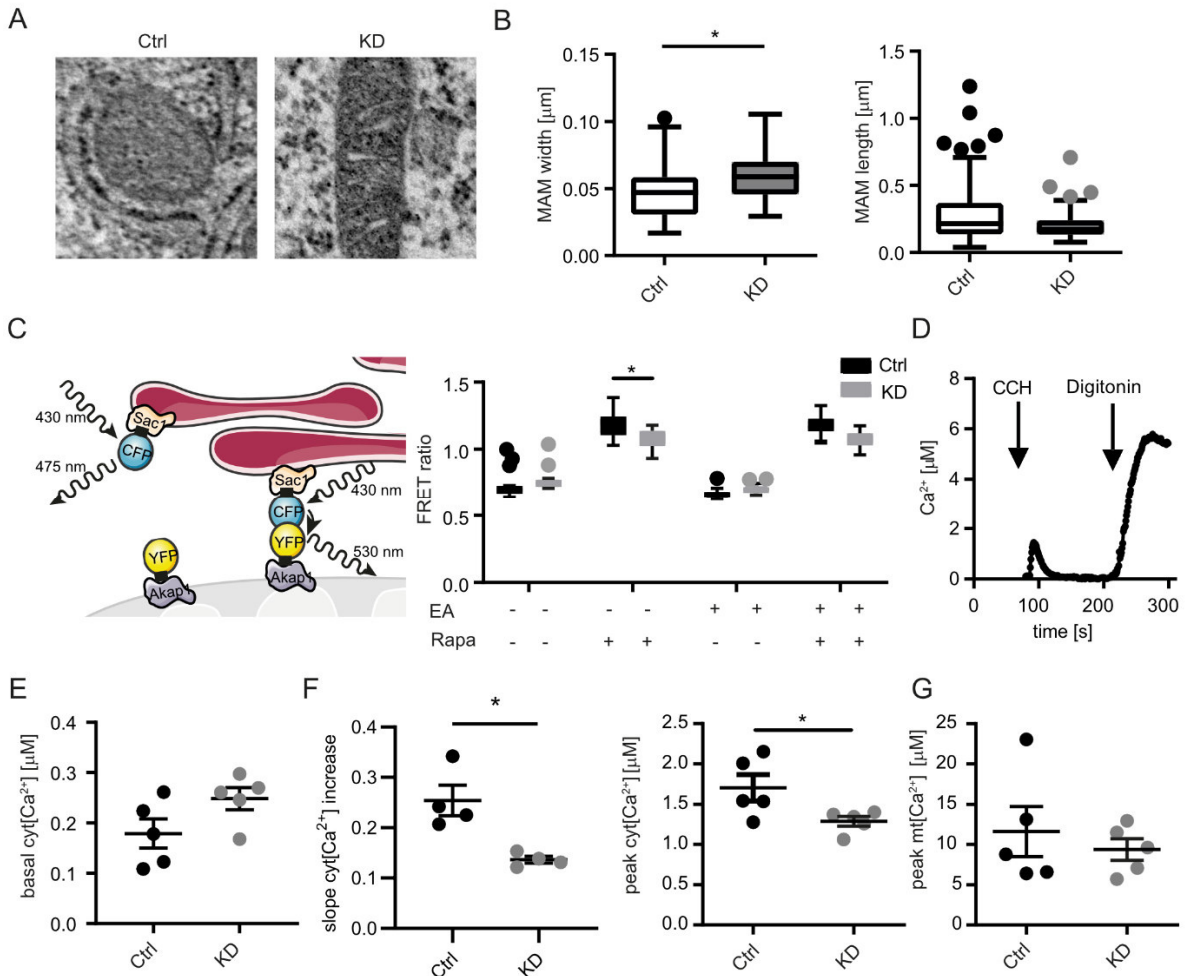 A
Ctrl
KD
B
*
MAM width [µm]
0.15
0.10
0.05
0.00
Ctrl
KD
MAM length [µm]
1.5
1.0
0.5
0.0
Ctrl
KD
C
430 nm
475 nm
Sac1
CFP
Sac1
CFP
YFP
Akap1
YFP
Akap1
430 nm
530 nm
FRET ratio
1.5
1.0
0.5
0.0
*
Ctrl
KD
EA - - - - + + + +
Rapa - - + + - - + +
D
Ca²⁺ [µM]
8
6
4
2
0
CCH
Digitonin
0 100 200 300
time [s]
E
basal cyt[Ca²⁺] [µM]
0.4
0.3
0.2
0.1
0.0
Ctrl
KD
F
slope cyt[Ca²⁺] increase
0.4
0.3
0.2
0.1
0.0
*
Ctrl
KD
peak cyt[Ca²⁺] [µM]
2.5
2.0
1.5
1.0
0.5
0.0
*
Ctrl
KD
G
peak mt[Ca²⁺] [µM]
25
20
15
10
5
0
Ctrl
KD